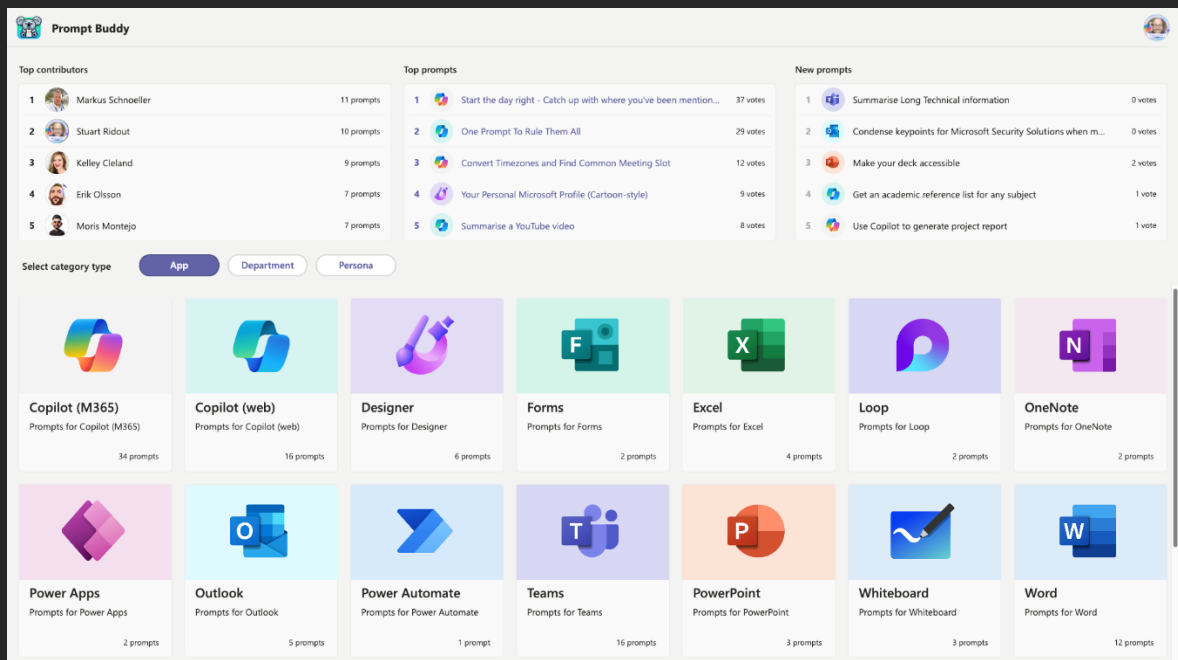 Prompt Buddy
Top contributors
1 Markus Schnoeller 11 prompts
2 Stuart Ridout 10 prompts
3 Kelley Cleland 9 prompts
4 Erik Olsson 7 prompts
5 Moris Montejo 7 prompts
Top prompts
1 Start the day right - Catch up with where you've been mention... 37 votes
2 One Prompt To Rule Them All 29 votes
3 Convert Timezones and Find Common Meeting Slot 12 votes
4 Your Personal Microsoft Profile (Cartoon-style) 9 votes
5 Summarise a YouTube video 8 votes
New prompts
1 Summarise Long Technical information 0 votes
2 Condense keypoints for Microsoft Security Solutions when m... 0 votes
3 Make your deck accessible 2 votes
4 Get an academic reference list for any subject 1 vote
5 Use Copilot to generate project report 1 vote
Select category type App Department Persona
Copilot (M365)
Prompts for Copilot (M365)
34 prompts
Copilot (web)
Prompts for Copilot (web)
16 prompts
Designer
Prompts for Designer
6 prompts
F
Forms
Prompts for Forms
2 prompts
X
Excel
Prompts for Excel
4 prompts
Loop
Prompts for Loop
2 prompts
N
OneNote
Prompts for OneNote
2 prompts
Power Apps
Prompts for Power Apps
2 prompts
O
Outlook
Prompts for Outlook
5 prompts
Power Automate
Prompts for Power Automate
1 prompt
T
Teams
Prompts for Teams
16 prompts
P
PowerPoint
Prompts for PowerPoint
3 prompts
Whiteboard
Prompts for Whiteboard
3 prompts
W
Word
Prompts for Word
12 prompts